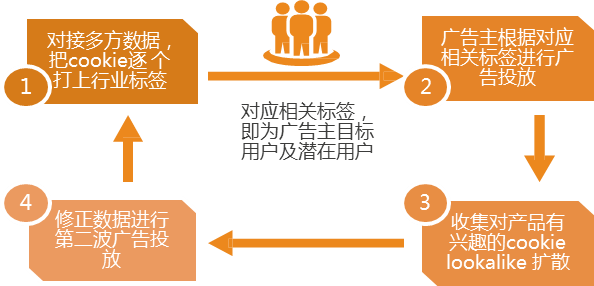 对接多方数据，
把cookie逐个
打上行业标签
1
对应相关标签，
即为广告主目标
用户及潜在用户
广告主根据对应
相关标签进行广
告投放
2
3
收集对产品有
兴趣的cookie
lookalike 扩散
4
修正数据进行
第二波广告投
放